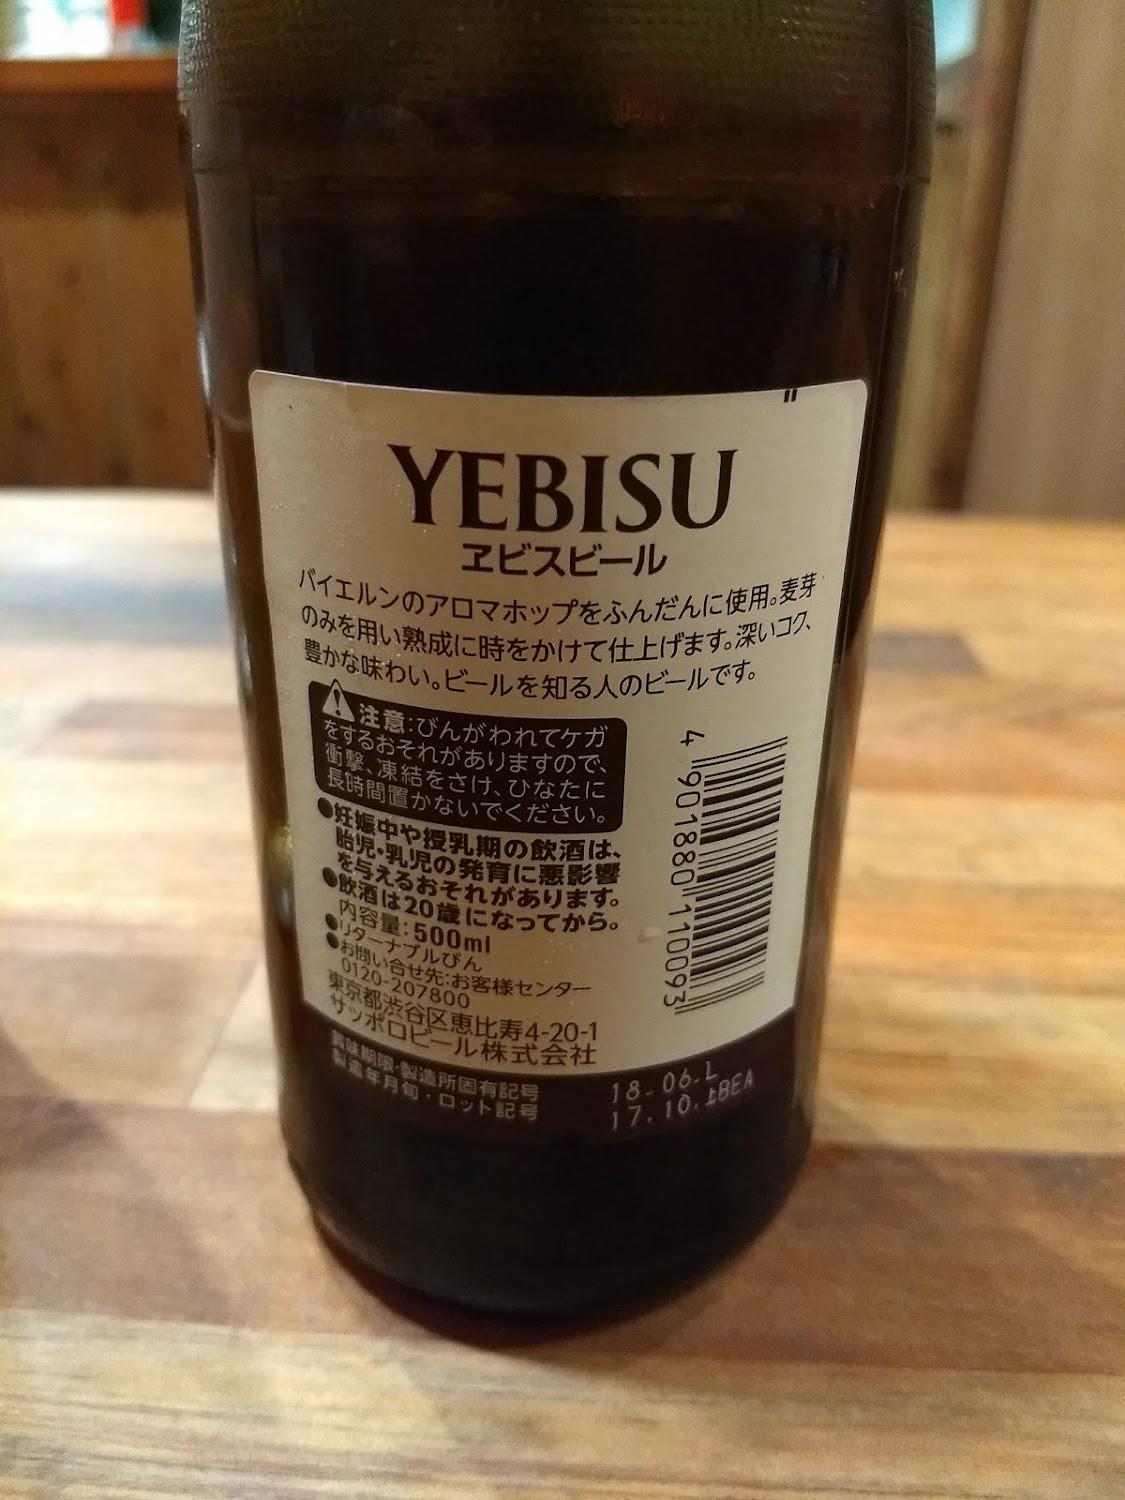 YEBISU
ヱビスビール
バイエルンのアロマホップをふんだんに使用。麦芽
のみを用い熟成に時をかけて仕上げます。深いコク、
豊かな味わい。ビールを知る人のビールです。
注意:びんがわれてケガ
をするおそれがありますので、
衝撃、凍結をさけ、ひなたに
長時間置かないでください。
●妊娠中や授乳期の飲酒は、
胎児・乳児の発育に悪影響
を与えるおそれがあります。
●飲酒は20歳になってから。
内容量:500ml
●リターナブルびん
●お問い合せ先:お客様センター
0120-207800
東京都渋谷区恵比寿4-20-1
サッポロビール株式会社
賞味期限・製造所固有記号
製造年月旬・ロット記号
18-06-L
17.10.上BEA
4 901880 110093